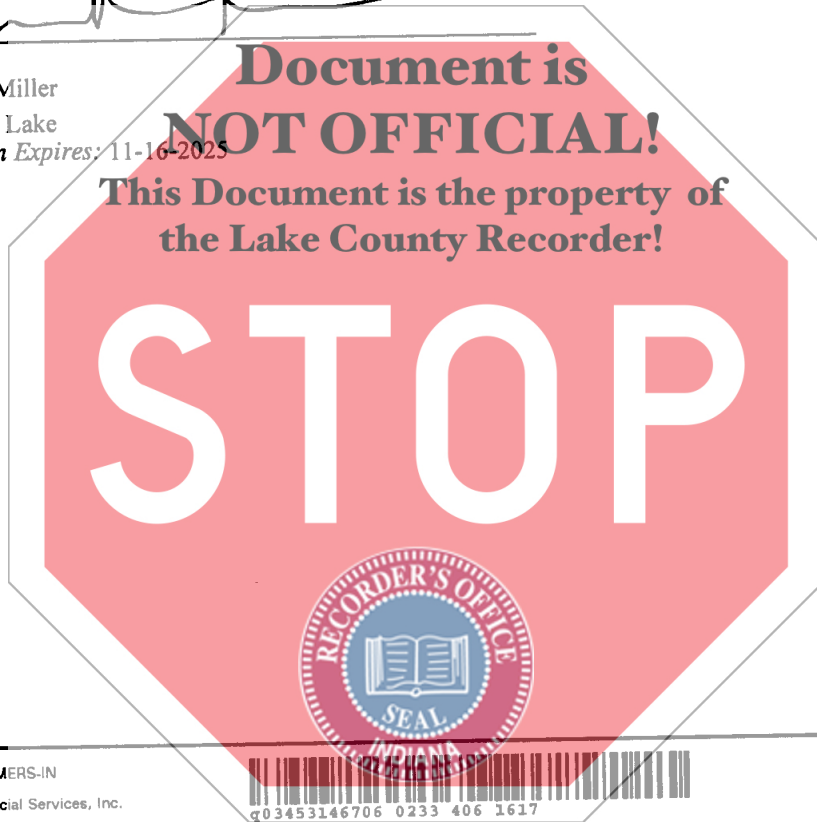 Document is
Miller
NOT OFFICIAL!
Lake
Expires: 11-16-2025
This Document is the property of
the Lake County Recorder!
STOP
RECORDER'S OFFICE
SEAL
INDIANA
MERS-IN
cial Services, Inc.
g03453146706 0233 406 1617